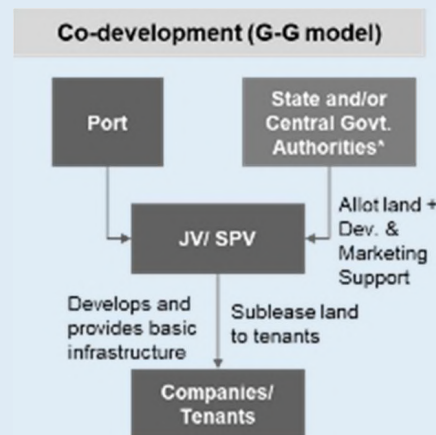 Co-development (G-G model)
Port
State and/or
Central Govt.
Authorities*
JV/ SPV
Allot land +
Dev. &
Marketing
Support
Develops and
provides basic
infrastructure
Sublease land
to tenants
Companies/
Tenants